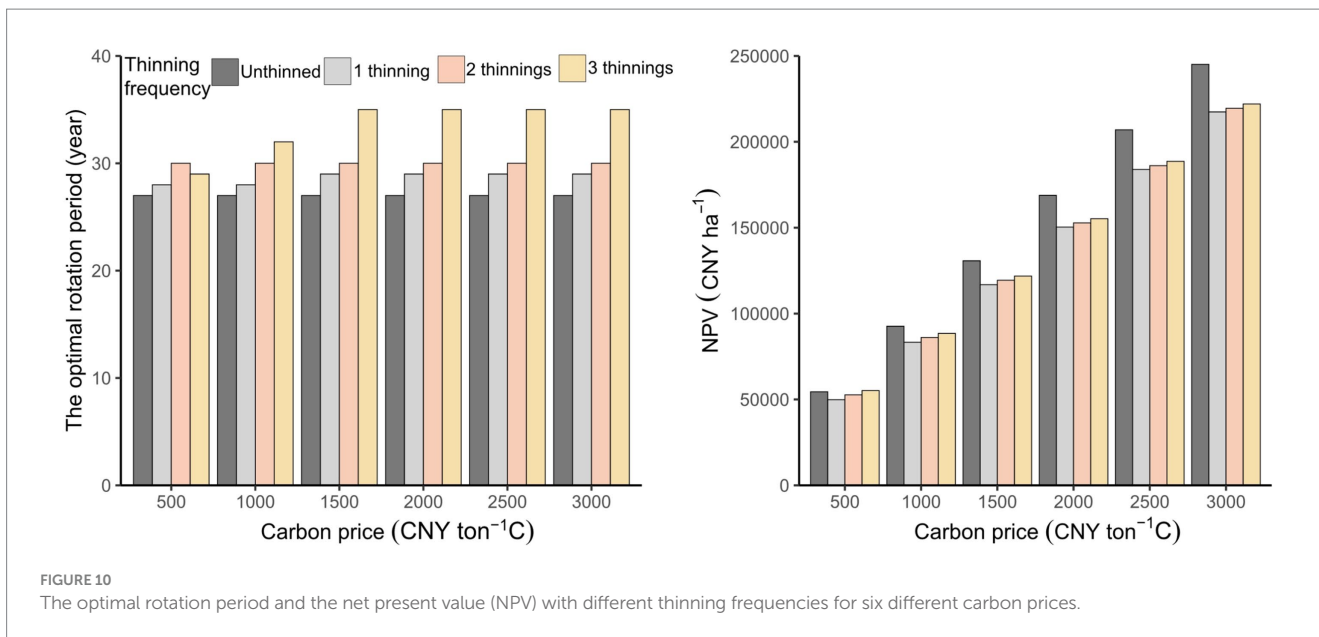 40
30
20
10
0
The optimal rotation period (year)
Thinning
frequency
Unthinned
1 thinning
2 thinnings
3 thinnings
500 1000 1500 2000 2500 3000
Carbon price (CNY ton⁻¹C)
250000
200000
150000
100000
50000
0
NPV (CNY ha⁻¹)
500 1000 1500 2000 2500 3000
Carbon price (CNY ton⁻¹C)
FIGURE 10
The optimal rotation period and the net present value (NPV) with different thinning frequencies for six different carbon prices.